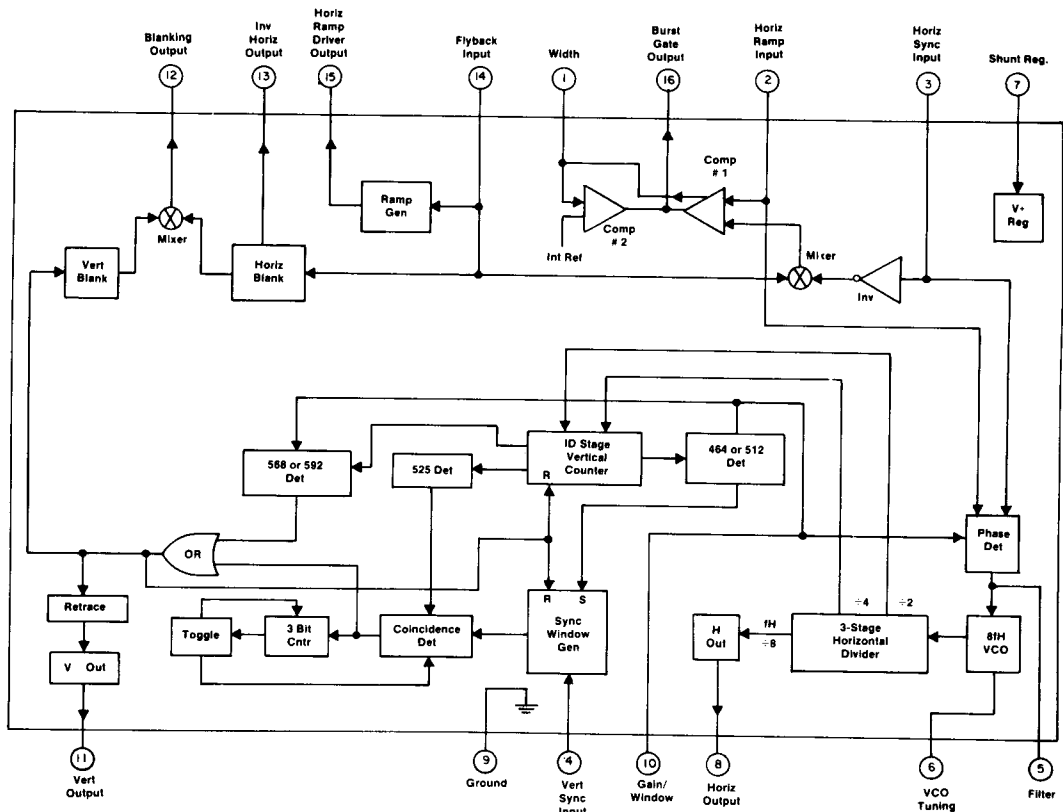 Blanking
Output
12
Inv
Horiz
Output
13
Horiz
Ramp
Driver
Output
15
Flyback
Input
14
Width
1
Burst
Gate
Output
16
Horiz
Ramp
Input
2
Horiz
Sync
Input
3
Shunt Reg.
7
Comp
# 1
Ramp
Gen
V+
Reg
Mixer
Comp
# 2
Int Ref
Mixer
Vert
Blank
Horiz
Blank
Inv
568 or 592
Det
525 Det
ID Stage
Vertical
Counter
R
464 or 512
Det
OR
Phase
Det
Retrace
Toggle
3 Bit
Cntr
Coincidence
Det
R S
Sync
Window
Gen
H
Out
fH
÷8
÷4 ÷2
3-Stage
Horizontal
Divider
8fH
VCO
V Out
11
Vert
Output
9
Ground
4
Vert
Sync
Input
10
Gain/
Window
8
Horiz
Output
6
VCO
Tuning
5
Filter